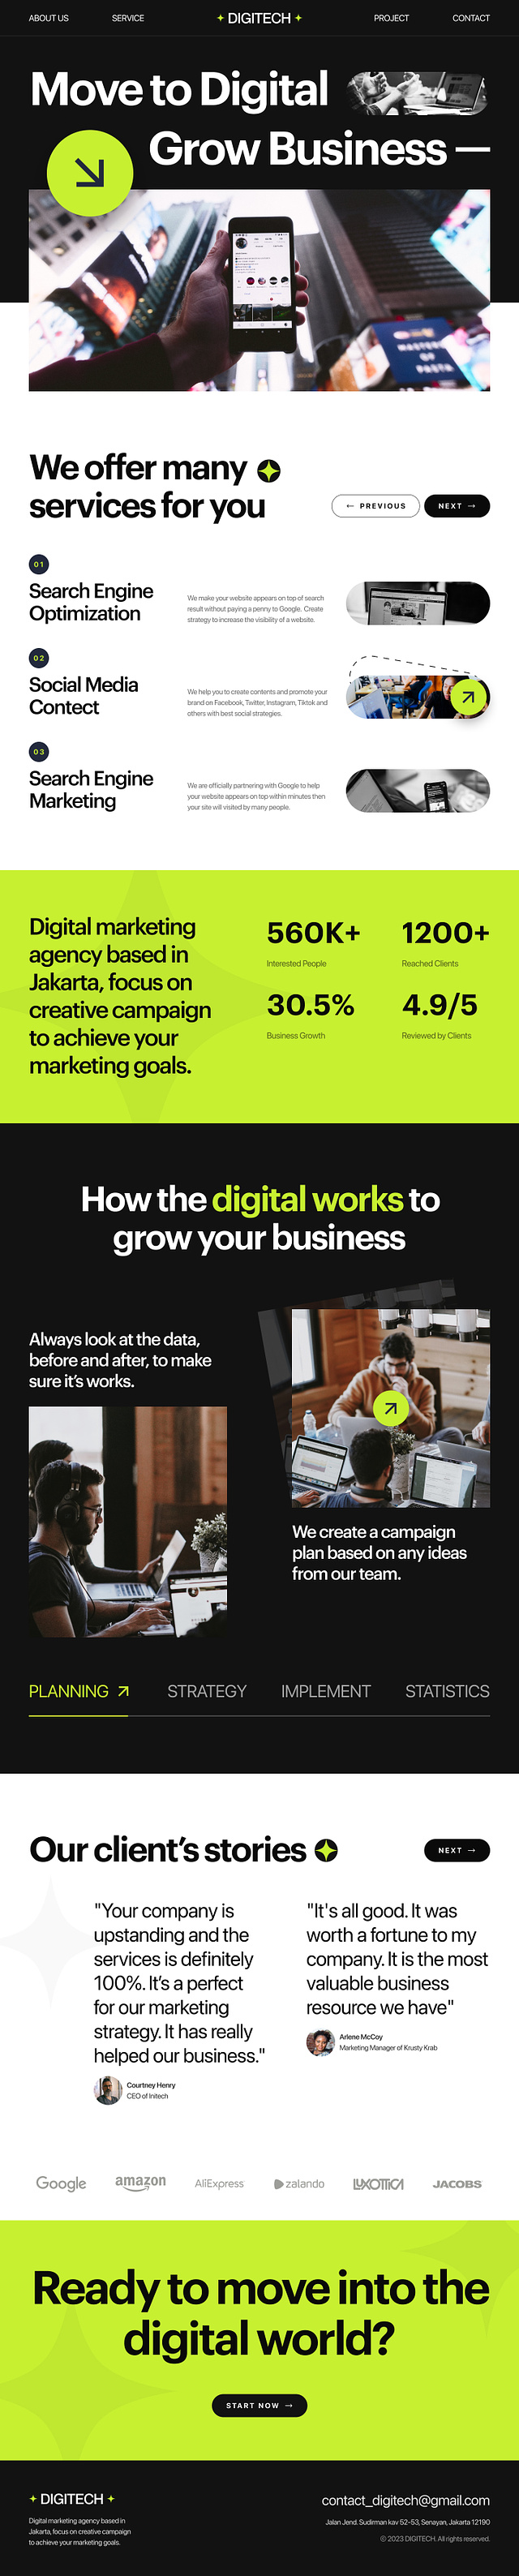 ABOUT US
SERVICE
DIGITECH
PROJECT
CONTACT
Move to Digital
Grow Business —
We offer many
services for you
← PREVIOUS
NEXT →
01
Search Engine
Optimization
We make your website appears on top of search
result without paying a penny to Google. Create
strategy to increase the visibility of a website.
02
Social Media
Contect
We help you to create contents and promote your
brand on Facebook, Twitter, Instagram, Tiktok and
others with best social strategies.
03
Search Engine
Marketing
We are officially partnering with Google to help
your website appears on top within minutes then
your site will visited by many people.
Digital marketing
agency based in
Jakarta, focus on
creative campaign
to achieve your
marketing goals.
560K+
Interested People
1200+
Reached Clients
30.5%
Business Growth
4.9/5
Reviewed by Clients
How the digital works to
grow your business
Always look at the data,
before and after, to make
sure it's works.
We create a campaign
plan based on any ideas
from our team.
PLANNING
STRATEGY
IMPLEMENT
STATISTICS
Our client's stories
NEXT →
"Your company is
upstanding and the
services is definitely
100%. It's a perfect
for our marketing
strategy. It has really
helped our business."
Courtney Henry
CEO of Initech
"It's all good. It was
worth a fortune to my
company. It is the most
valuable business
resource we have"
Arlene McCoy
Marketing Manager of Krusty Krab
Google
amazon
AliExpress
zalando
LUXOTTICA
JACOBS
Ready to move into the
digital world?
START NOW →
DIGITECH
Digital marketing agency based in
Jakarta, focus on creative campaign
to achieve your marketing goals.
contact_digitech@gmail.com
Jalan Jend. Sudirman kav 52-53, Senayan, Jakarta 12190
© 2023 DIGITECH. All rights reserved.